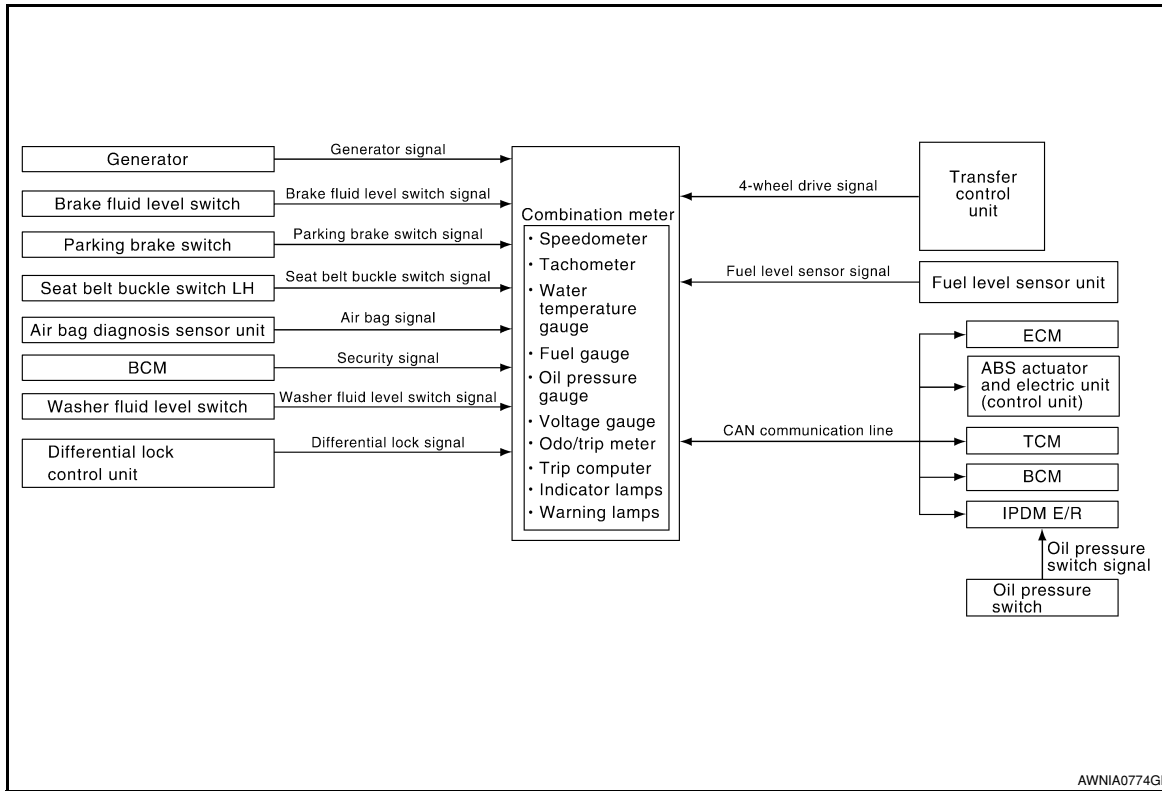 Generator
Generator signal
Brake fluid level switch
Brake fluid level switch signal
Parking brake switch
Parking brake switch signal
Seat belt buckle switch LH
Seat belt buckle switch signal
Air bag diagnosis sensor unit
Air bag signal
BCM
Security signal
Washer fluid level switch
Washer fluid level switch signal
Differential lock
control unit
Differential lock signal
Combination meter
· Speedometer
· Tachometer
· Water
temperature
gauge
· Fuel gauge
· Oil pressure
gauge
· Voltage gauge
· Odo/trip meter
· Trip computer
· Indicator lamps
· Warning lamps
4-wheel drive signal
Transfer
control
unit
Fuel level sensor signal
Fuel level sensor unit
CAN communication line
ECM
ABS actuator
and electric unit
(control unit)
TCM
BCM
IPDM E/R
Oil pressure
switch signal
Oil pressure
switch